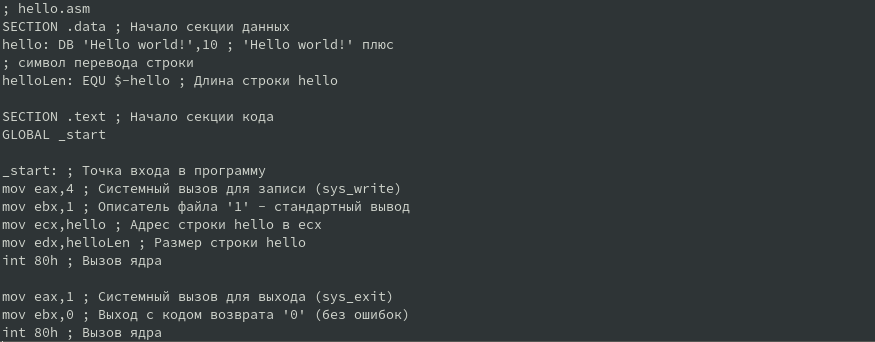 ; hello.asm
SECTION .data ; Начало секции данных
hello: DB 'Hello world!',10 ; 'Hello world!' плюс
; символ перевода строки
helloLen: EQU $-hello ; Длина строки hello
SECTION .text ; Начало секции кода
GLOBAL _start
_start: ; Точка входа в программу
mov eax,4 ; Системный вызов для записи (sys_write)
mov ebx,1 ; Описатель файла '1' - стандартный вывод
mov ecx,hello ; Адрес строки hello в ecx
mov edx,helloLen ; Размер строки hello
int 80h ; Вызов ядра
mov eax,1 ; Системный вызов для выхода (sys_exit)
mov ebx,0 ; Выход с кодом возврата '0' (без ошибок)
int 80h ; Вызов ядра